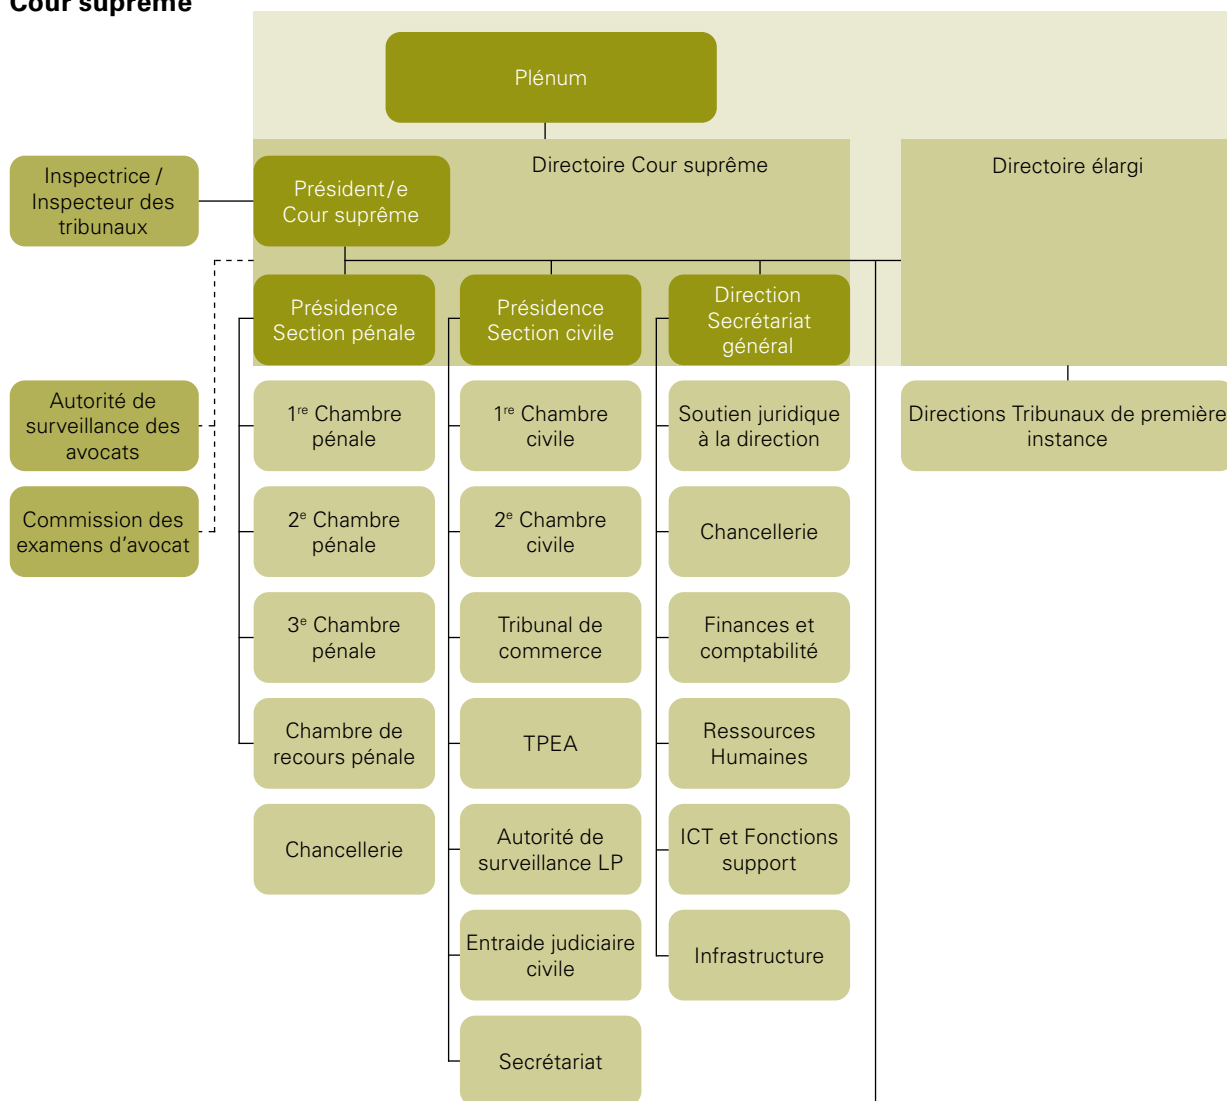 Cour suprême
Plénum
Directoire Cour suprême
Directoire élargi
Inspectrice /
Inspecteur des
tribunaux
Président/e
Cour suprême
Présidence
Section pénale
Présidence
Section civile
Direction
Secrétariat
général
Autorité de
surveillance des
avocats
1re Chambre
pénale
1re Chambre
civile
Soutien juridique
à la direction
Directions Tribunaux de première
instance
Commission des
examens d’avocat
2e Chambre
pénale
2e Chambre
civile
Chancellerie
3e Chambre
pénale
Tribunal de
commerce
Finances et
comptabilité
Chambre de
recours pénale
TPEA
Ressources
Humaines
Chancellerie
Autorité de
surveillance LP
ICT et Fonctions
support
Entraide judiciaire
civile
Infrastructure
Secrétariat